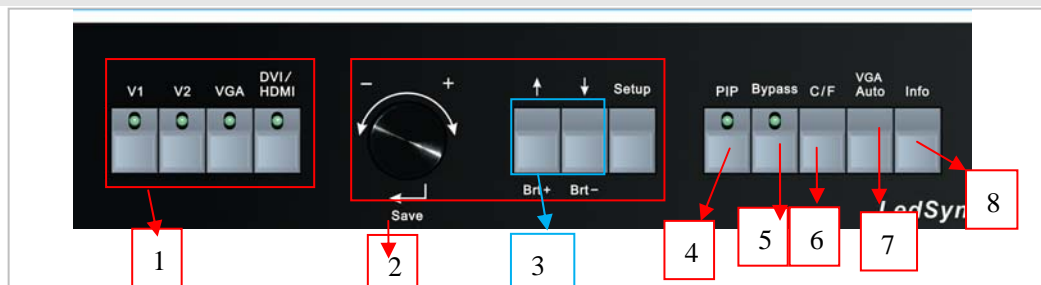 V1 V2 VGA DVI/ HDMI
− +
Setup
PIP Bypass C/F VGA Auto Info
Brt+ Brt−
Save
LedSyn
1 2 3 4 5 6 7 8